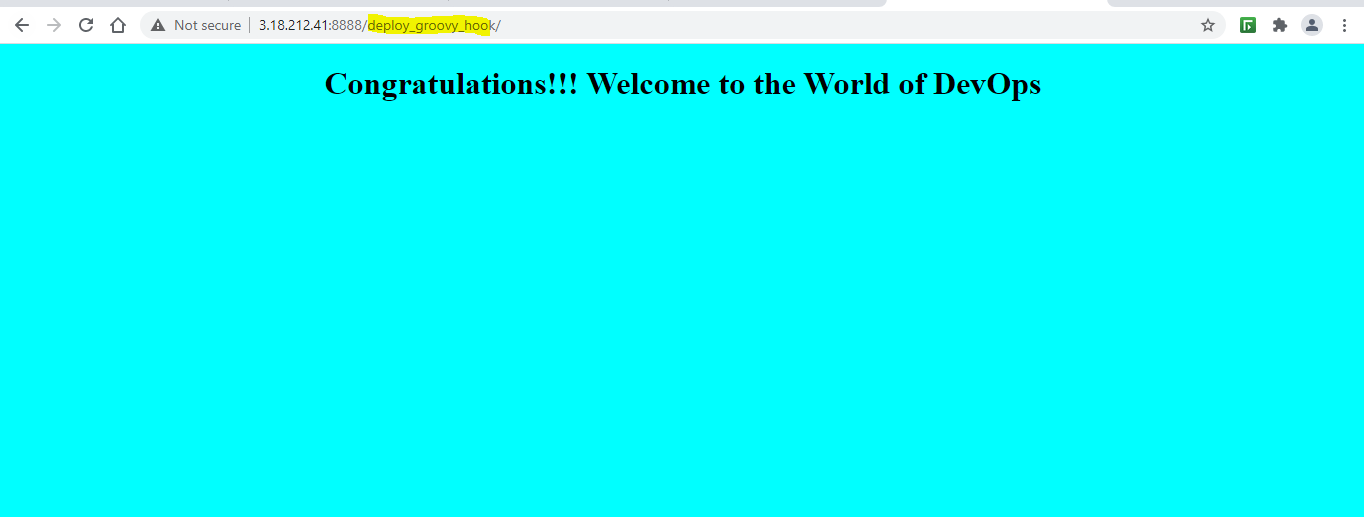 Not secure 3.18.212.41:8888/deploy_groovy_hook/
Congratulations!!! Welcome to the World of DevOps